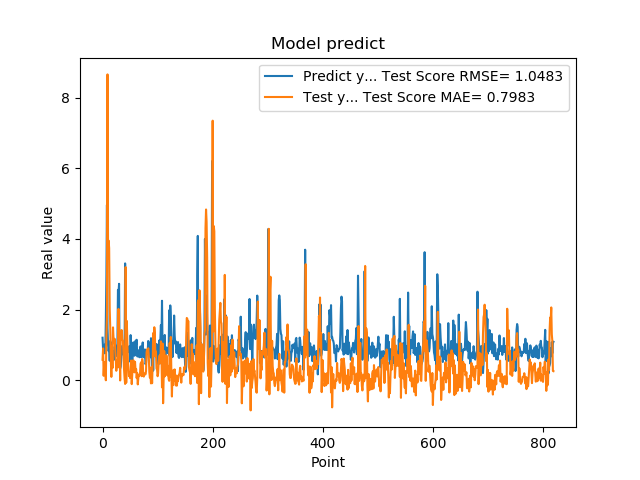 Model predict
Predict y... Test Score RMSE= 1.0483
Test y... Test Score MAE= 0.7983
Real value
8
6
4
2
0
0 200 400 600 800
Point